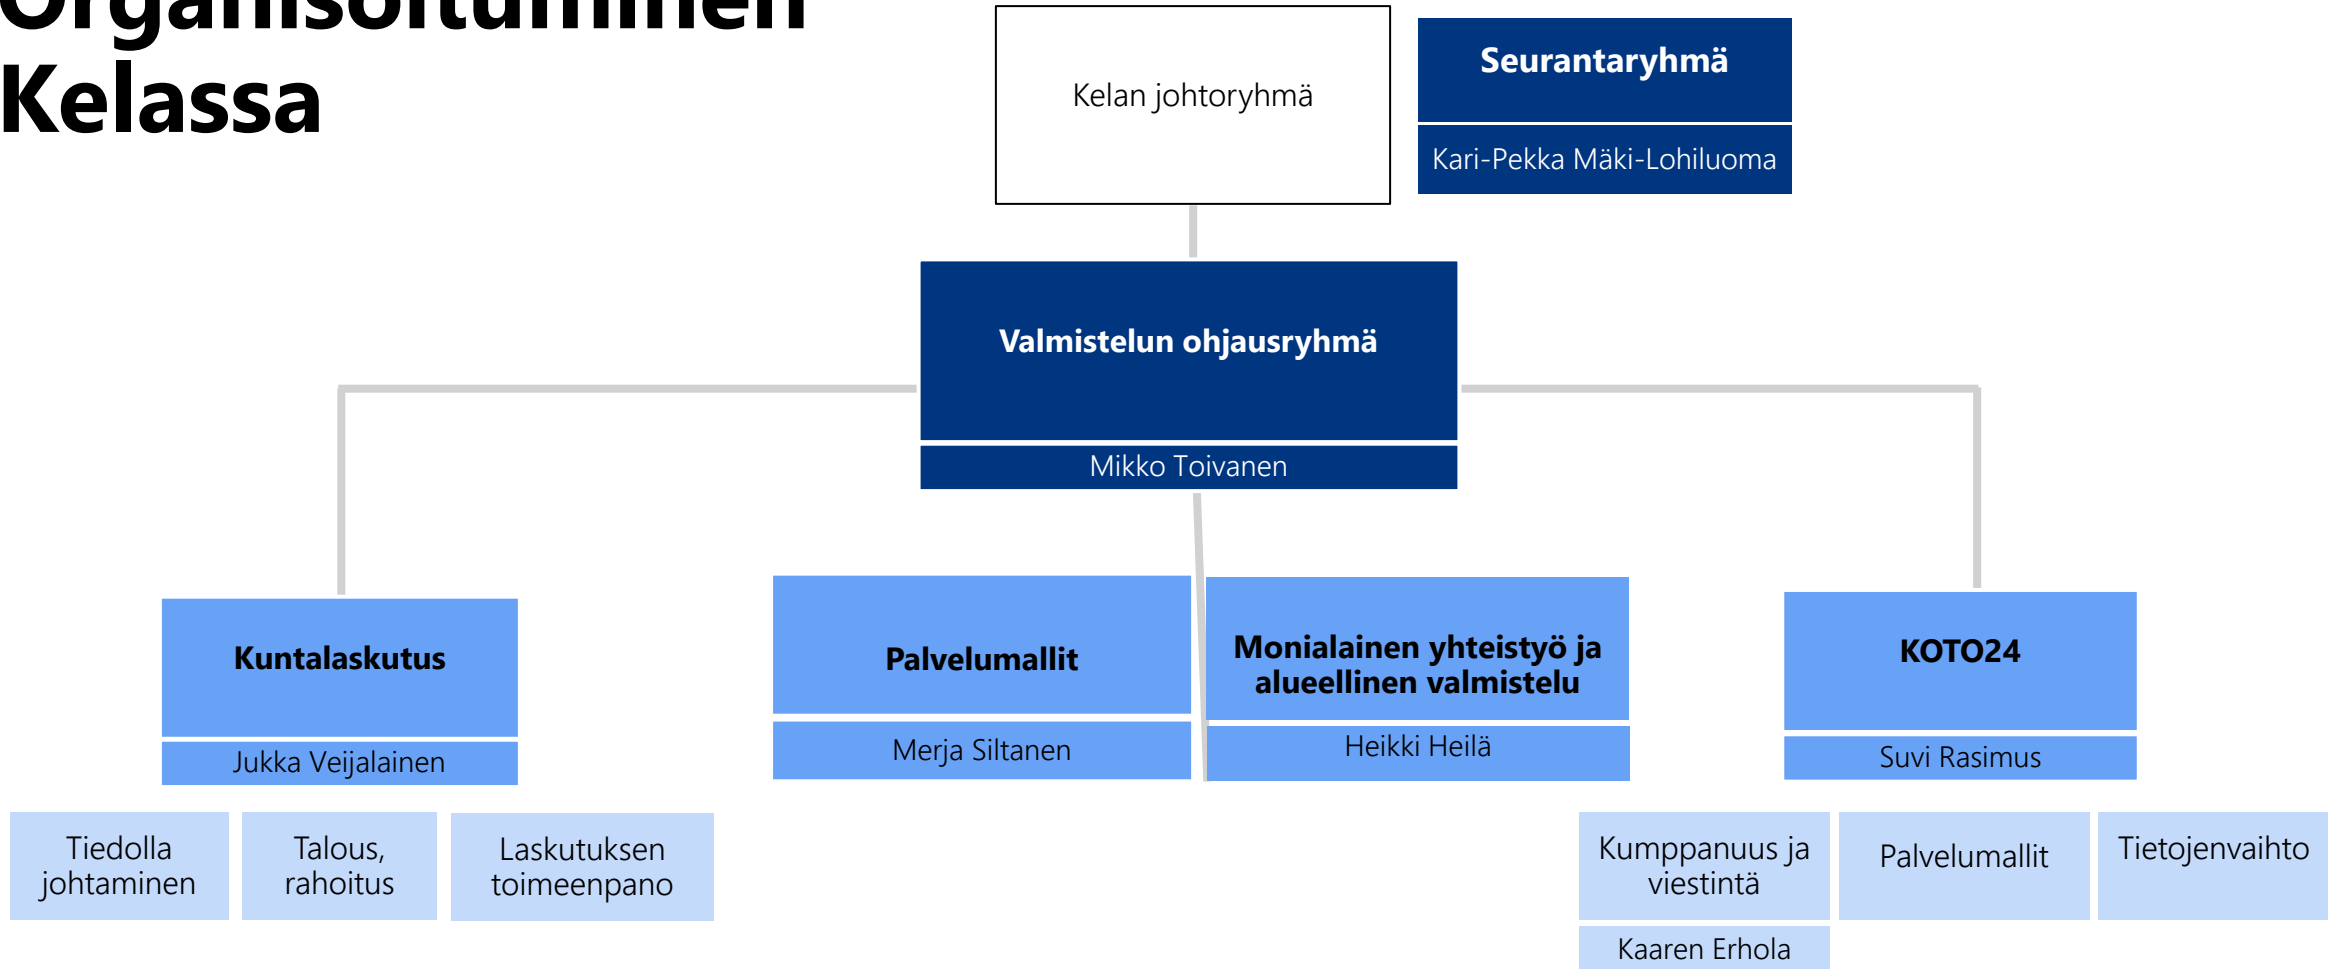 Organisoituminen
Kelassa
Kelan johtoryhmä
Seurantaryhmä
Kari-Pekka Mäki-Lohiluoma
Valmistelun ohjausryhmä
Mikko Toivanen
Kuntalaskutus
Jukka Veijalainen
Palvelumallit
Merja Siltanen
Monialainen yhteistyö ja
alueellinen valmistelu
Heikki Heilä
KOTO24
Suvi Rasimus
Tiedolla
johtaminen
Talous,
rahoitus
Laskutuksen
toimeenpano
Kumppanuus ja
viestintä
Kaaren Erhola
Palvelumallit
Tietojenvaihto